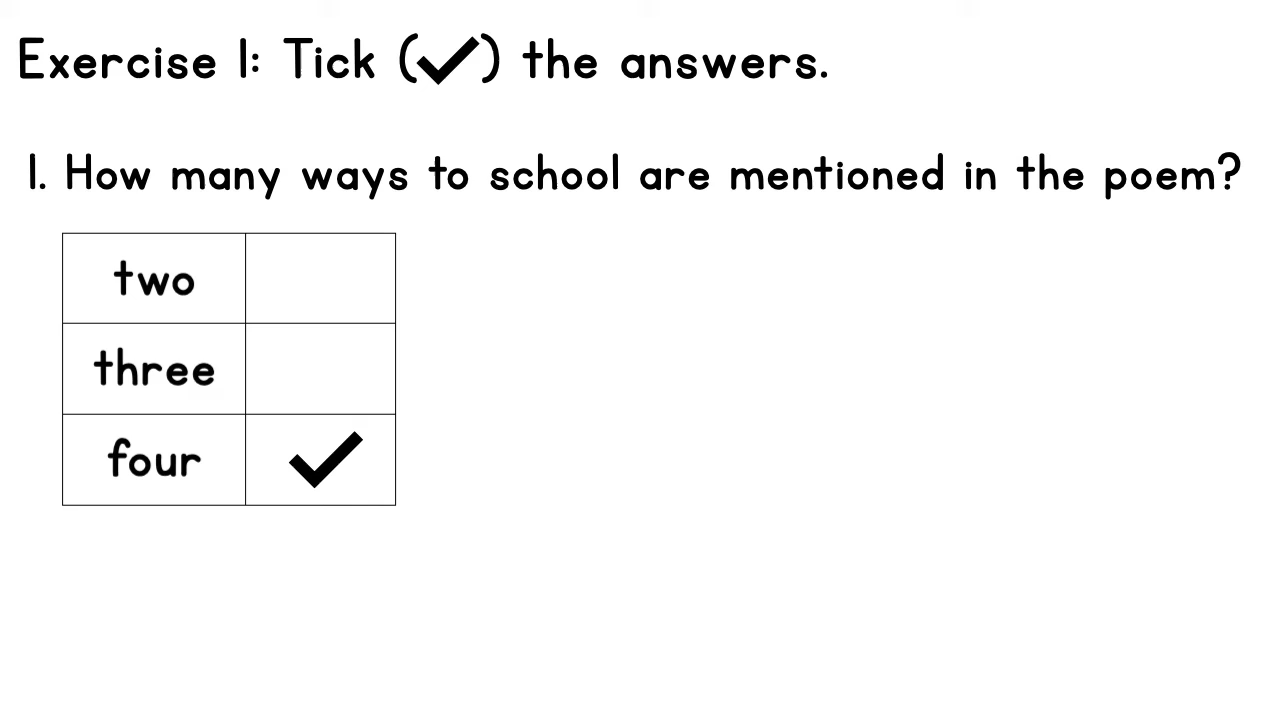 Exercise 1: Tick (✓) the answers.
1. How many ways to school are mentioned in the poem?
two
three
four ✓